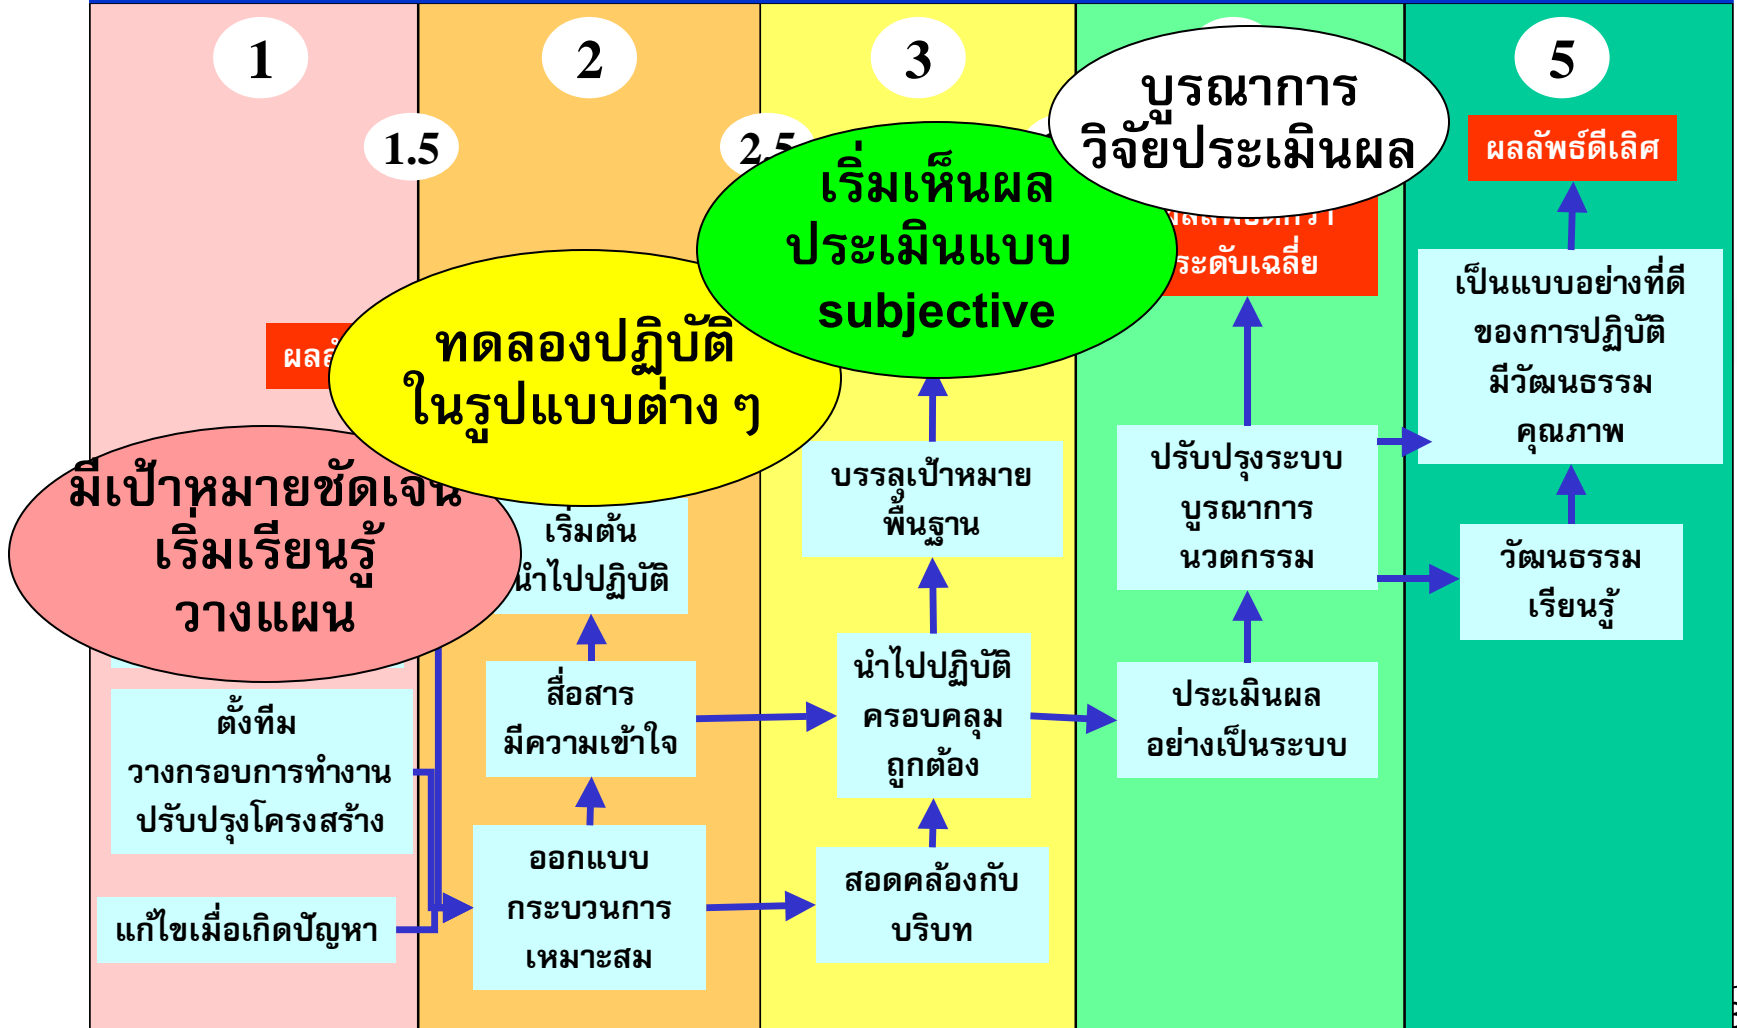 1
2
3
5
1.5
2.5
บูรณาการ
วิจัยประเมินผล
ผลลัพธ์ดีเลิศ
เริ่มเห็นผล
ประเมินแบบ
subjective
ระดับเฉลี่ย
เป็นแบบอย่างที่ดี
ของการปฏิบัติ
มีวัฒนธรรม
คุณภาพ
ทดลองปฏิบัติ
ในรูปแบบต่าง ๆ
มีเป้าหมายชัดเจน
เริ่มเรียนรู้
วางแผน
เริ่มต้น
นำไปปฏิบัติ
บรรลุเป้าหมาย
พื้นฐาน
ปรับปรุงระบบ
บูรณาการ
นวตกรรม
วัฒนธรรม
เรียนรู้
ตั้งทีม
วางกรอบการทำงาน
ปรับปรุงโครงสร้าง
สื่อสาร
มีความเข้าใจ
นำไปปฏิบัติ
ครอบคลุม
ถูกต้อง
ประเมินผล
อย่างเป็นระบบ
แก้ไขเมื่อเกิดปัญหา
ออกแบบ
กระบวนการ
เหมาะสม
สอดคล้องกับ
บริบท